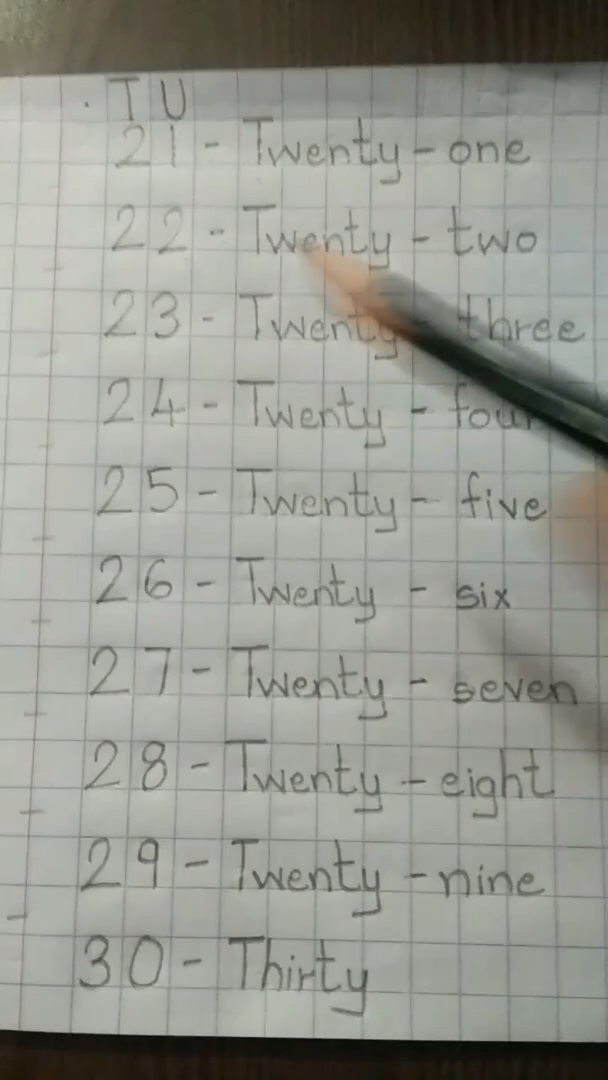 T U
21 - Twenty - one
22 - Twenty - two
23 - Twenty - three
24 - Twenty - four
25 - Twenty - five
26 - Twenty - six
27 - Twenty - seven
28 - Twenty - eight
29 - Twenty - nine
30 - Thirty